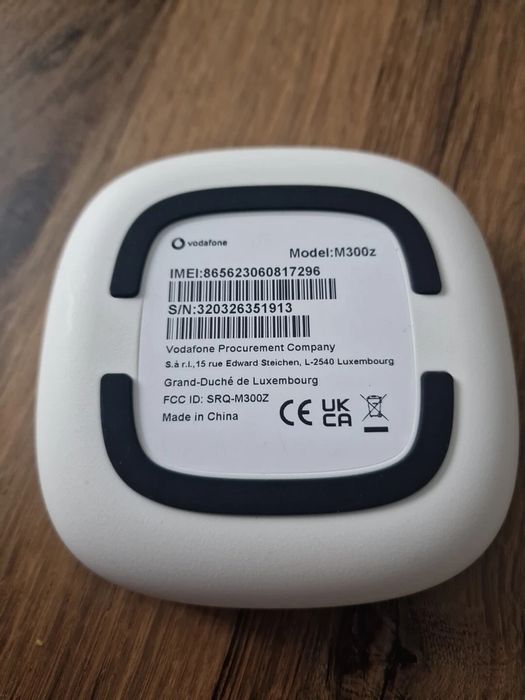 vodafone
Model:M300z
IMEI:865623060817296
S/N:320326351913
Vodafone Procurement Company
S.à r.l.,15 rue Edward Steichen, L-2540 Luxembourg
Grand-Duché de Luxembourg
FCC ID: SRQ-M300Z
Made in China
CE
UK
CA